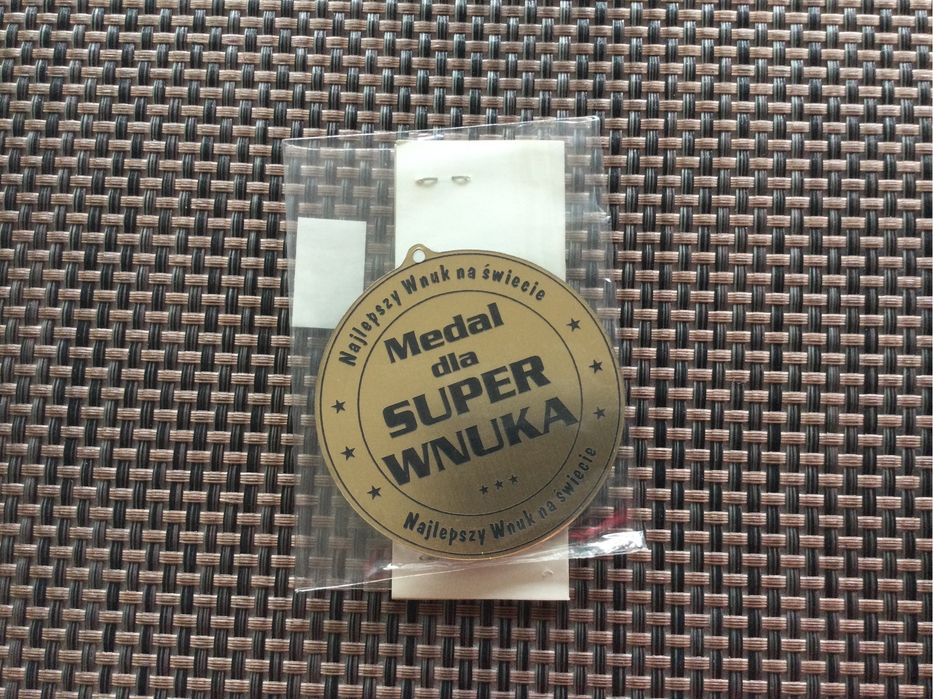 Najlepszy Wnuk na świecie
Medal
dla
SUPER
WNUKA
Najlepszy Wnuk na świecie